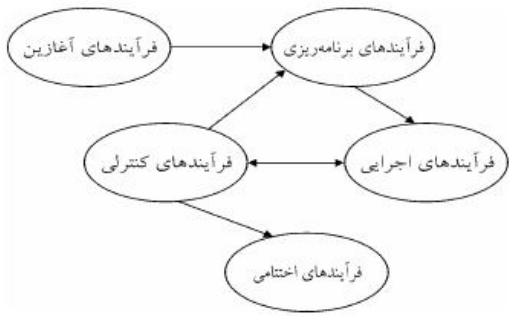 فرآیندهای برنامه‌ریزی
فرآیندهای آغازین
فرآیندهای کنترلی
فرآیندهای اجرایی
فرآیندهای اختتامی